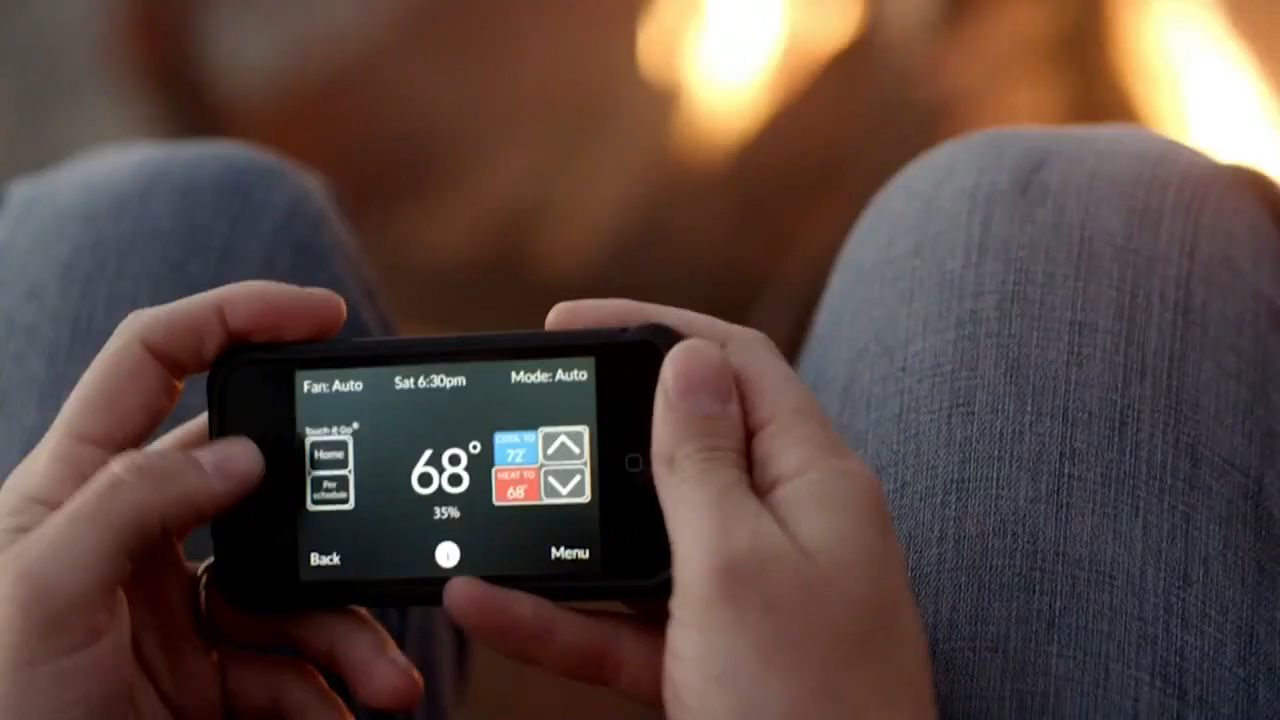 Fan: Auto
Sat 6:30pm
Mode: Auto
Touch & Go®
Home
Per schedule
68°
35%
COOL TO
72°
HEAT TO
68°
Back
i
Menu